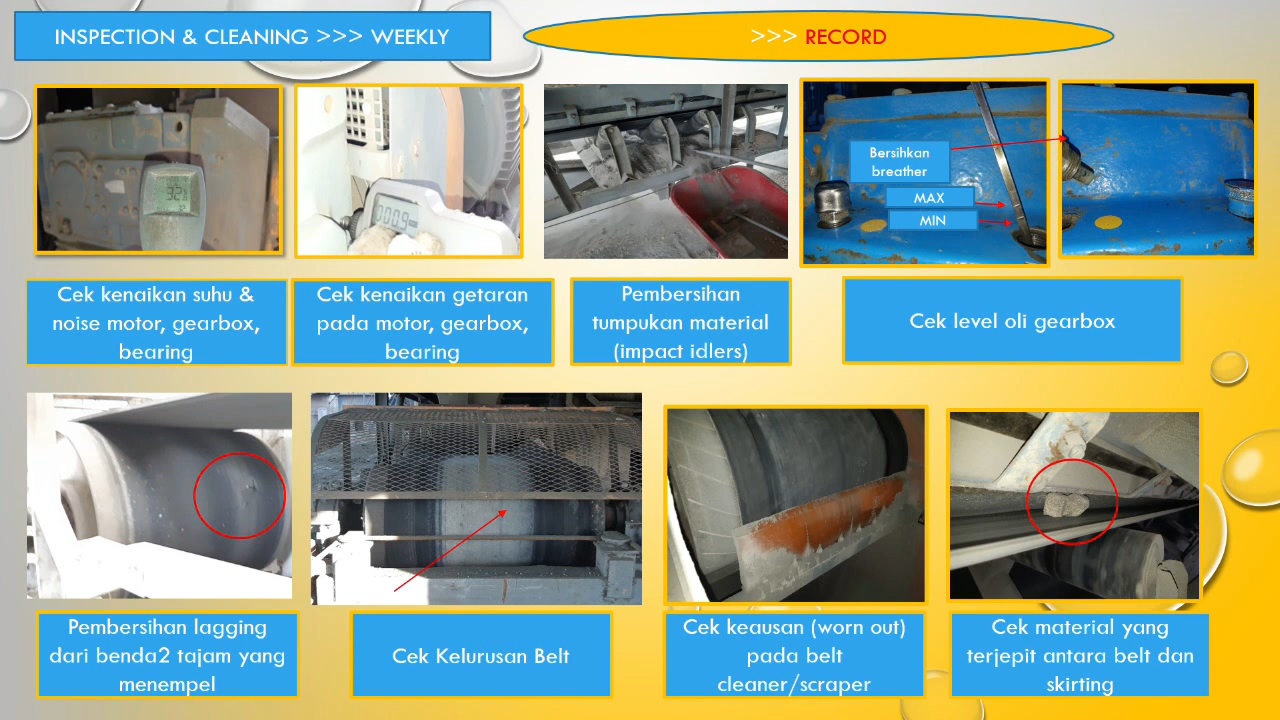 INSPECTION & CLEANING >>> WEEKLY
>>> RECORD
000.9
Bersihkan
breather
MAX
MIN
Cek kenaikan suhu &
noise motor, gearbox,
bearing
Cek kenaikan getaran
pada motor, gearbox,
bearing
Pembersihan
tumpukan material
(impact idlers)
Cek level oli gearbox
Pembersihan lagging
dari benda2 tajam yang
menempel
Cek Kelurusan Belt
Cek keausan (worn out)
pada belt
cleaner/scraper
Cek material yang
terjepit antara belt dan
skirting